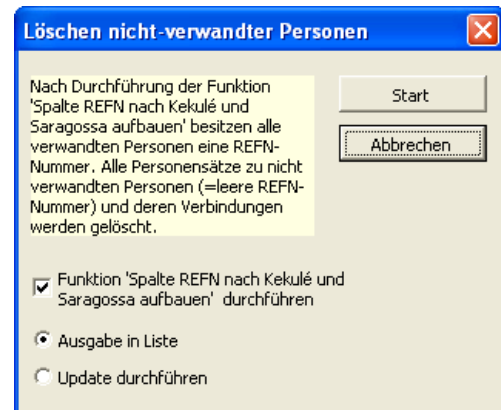 Löschen nicht-verwandter Personen
Nach Durchführung der Funktion
'Spalte REFN nach Kekulé und
Saragossa aufbauen' besitzen alle
verwandten Personen eine REFN-
Nummer. Alle Personensätze zu nicht
verwandten Personen (=leere REFN-
Nummer) und deren Verbindungen
werden gelöscht.
Start
Abbrechen
Funktion 'Spalte REFN nach Kekulé und
Saragossa aufbauen' durchführen
Ausgabe in Liste
Update durchführen